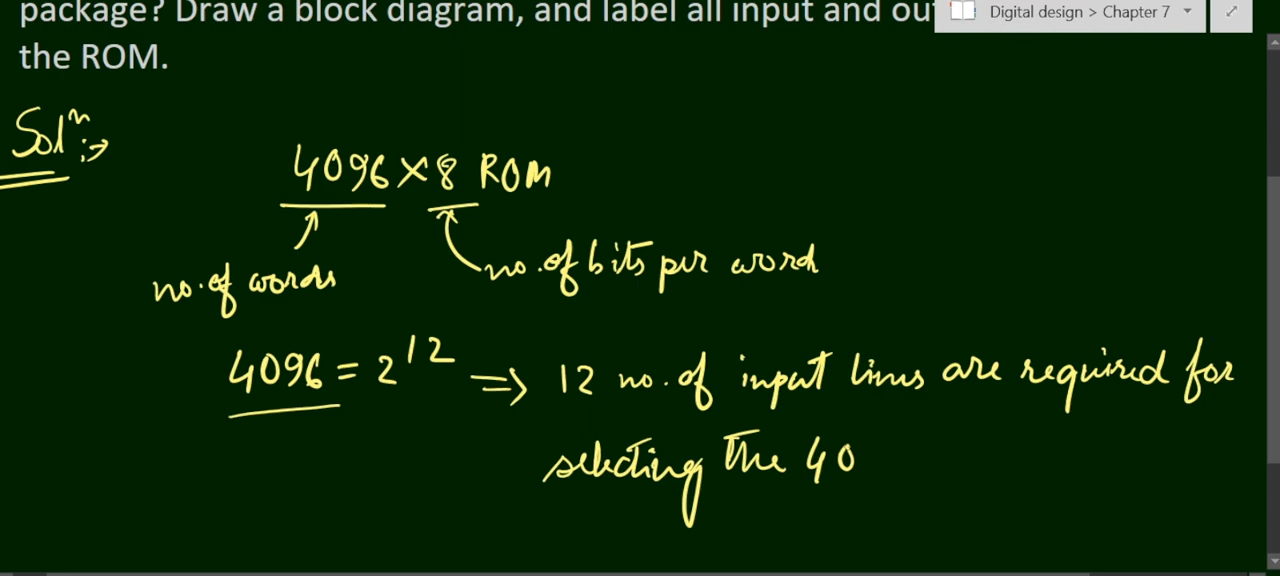 package? Draw a block diagram, and label all input and ou
Digital design > Chapter 7
the ROM.
Solⁿ :→
4096 × 8 ROM
no. of words
no. of bits per word
4096 = 2¹² ⇒ 12 no. of input lines are required for
selecting the 40